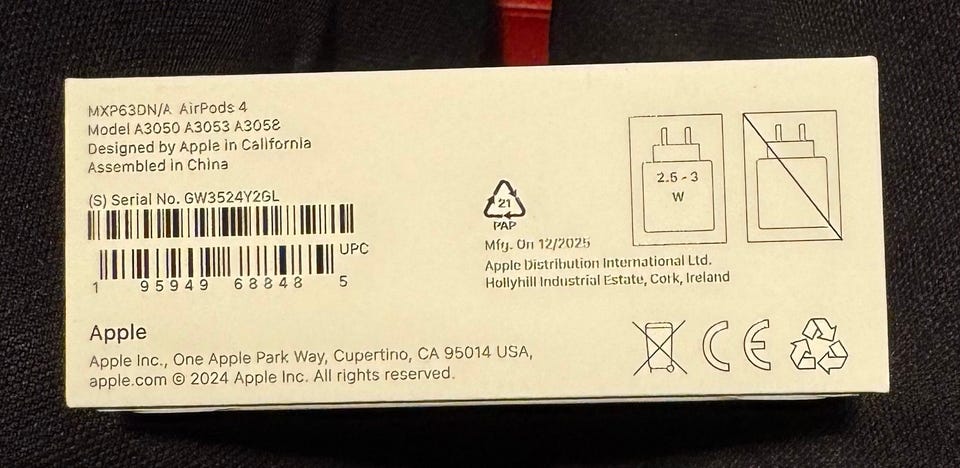 MXP63DN/A AirPods 4
Model A3050 A3053 A3058
Designed by Apple in California
Assembled in China
(S) Serial No. GW3524Y2GL
UPC
1 95949 68848 5
21
PAP
Mfg. On 12/2025
Apple Distribution International Ltd.
Hollyhill Industrial Estate, Cork, Ireland
2.5 - 3
W
Apple
Apple Inc., One Apple Park Way, Cupertino, CA 95014 USA,
apple.com © 2024 Apple Inc. All rights reserved.
CE